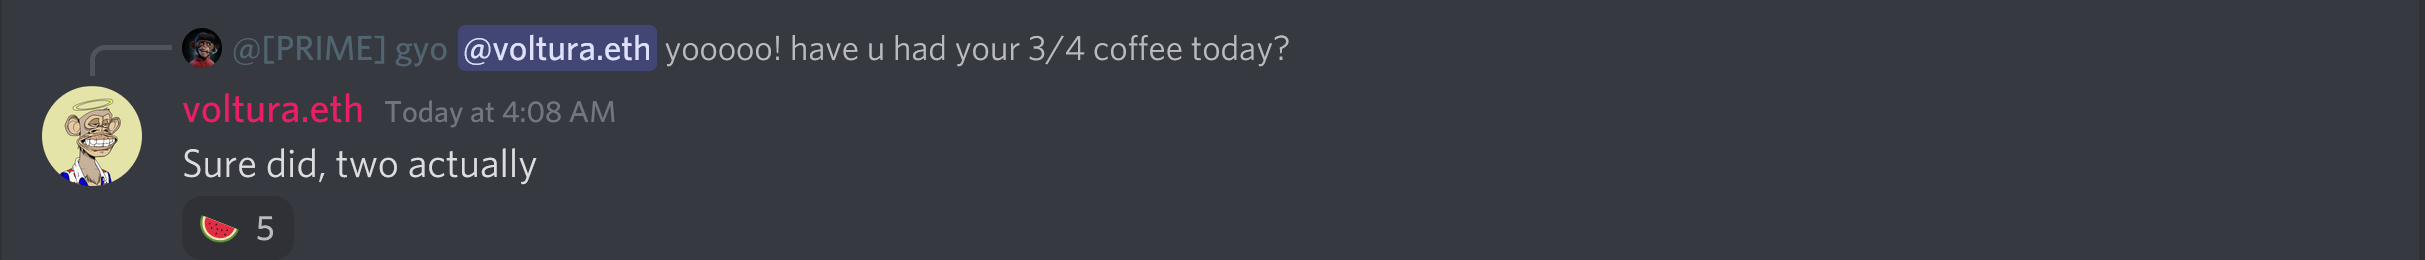 @[PRIME] gyo @voltura.eth yooooo! have u had your 3/4 coffee today?
voltura.eth Today at 4:08 AM
Sure did, two actually
🍉 5